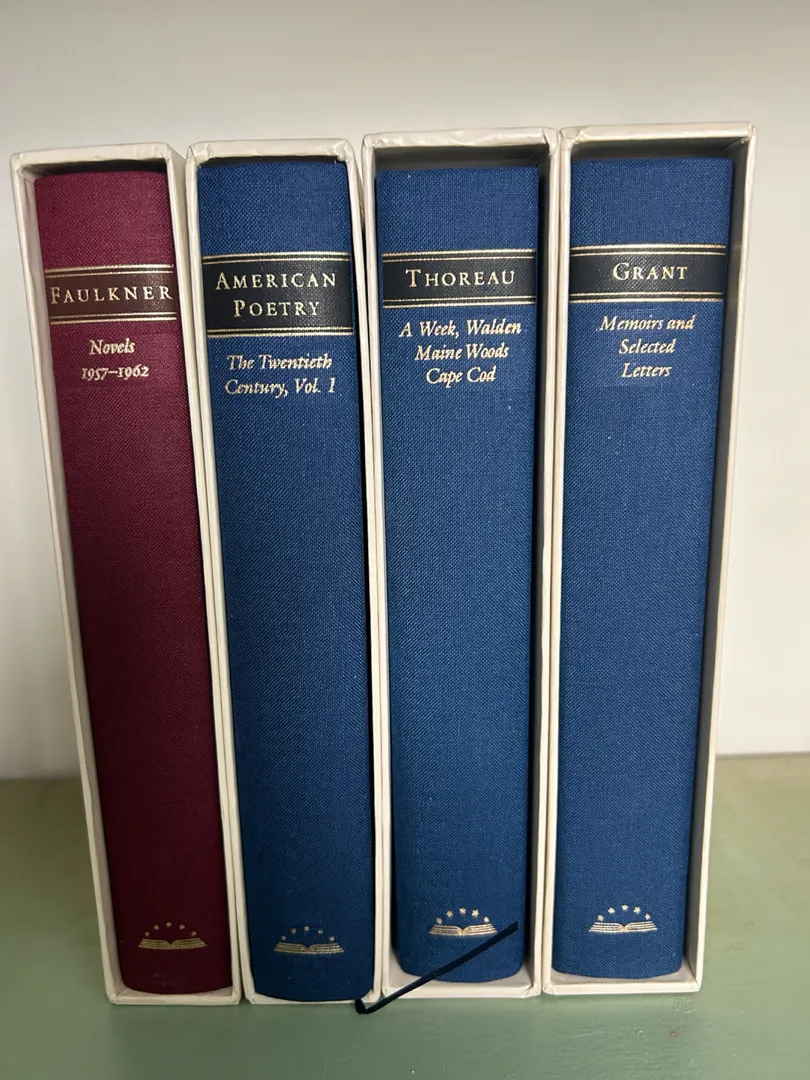 FAULKNER
Novels
1957–1962
AMERICAN
POETRY
The Twentieth
Century, Vol. 1
THOREAU
A Week, Walden
Maine Woods
Cape Cod
GRANT
Memoirs and
Selected
Letters